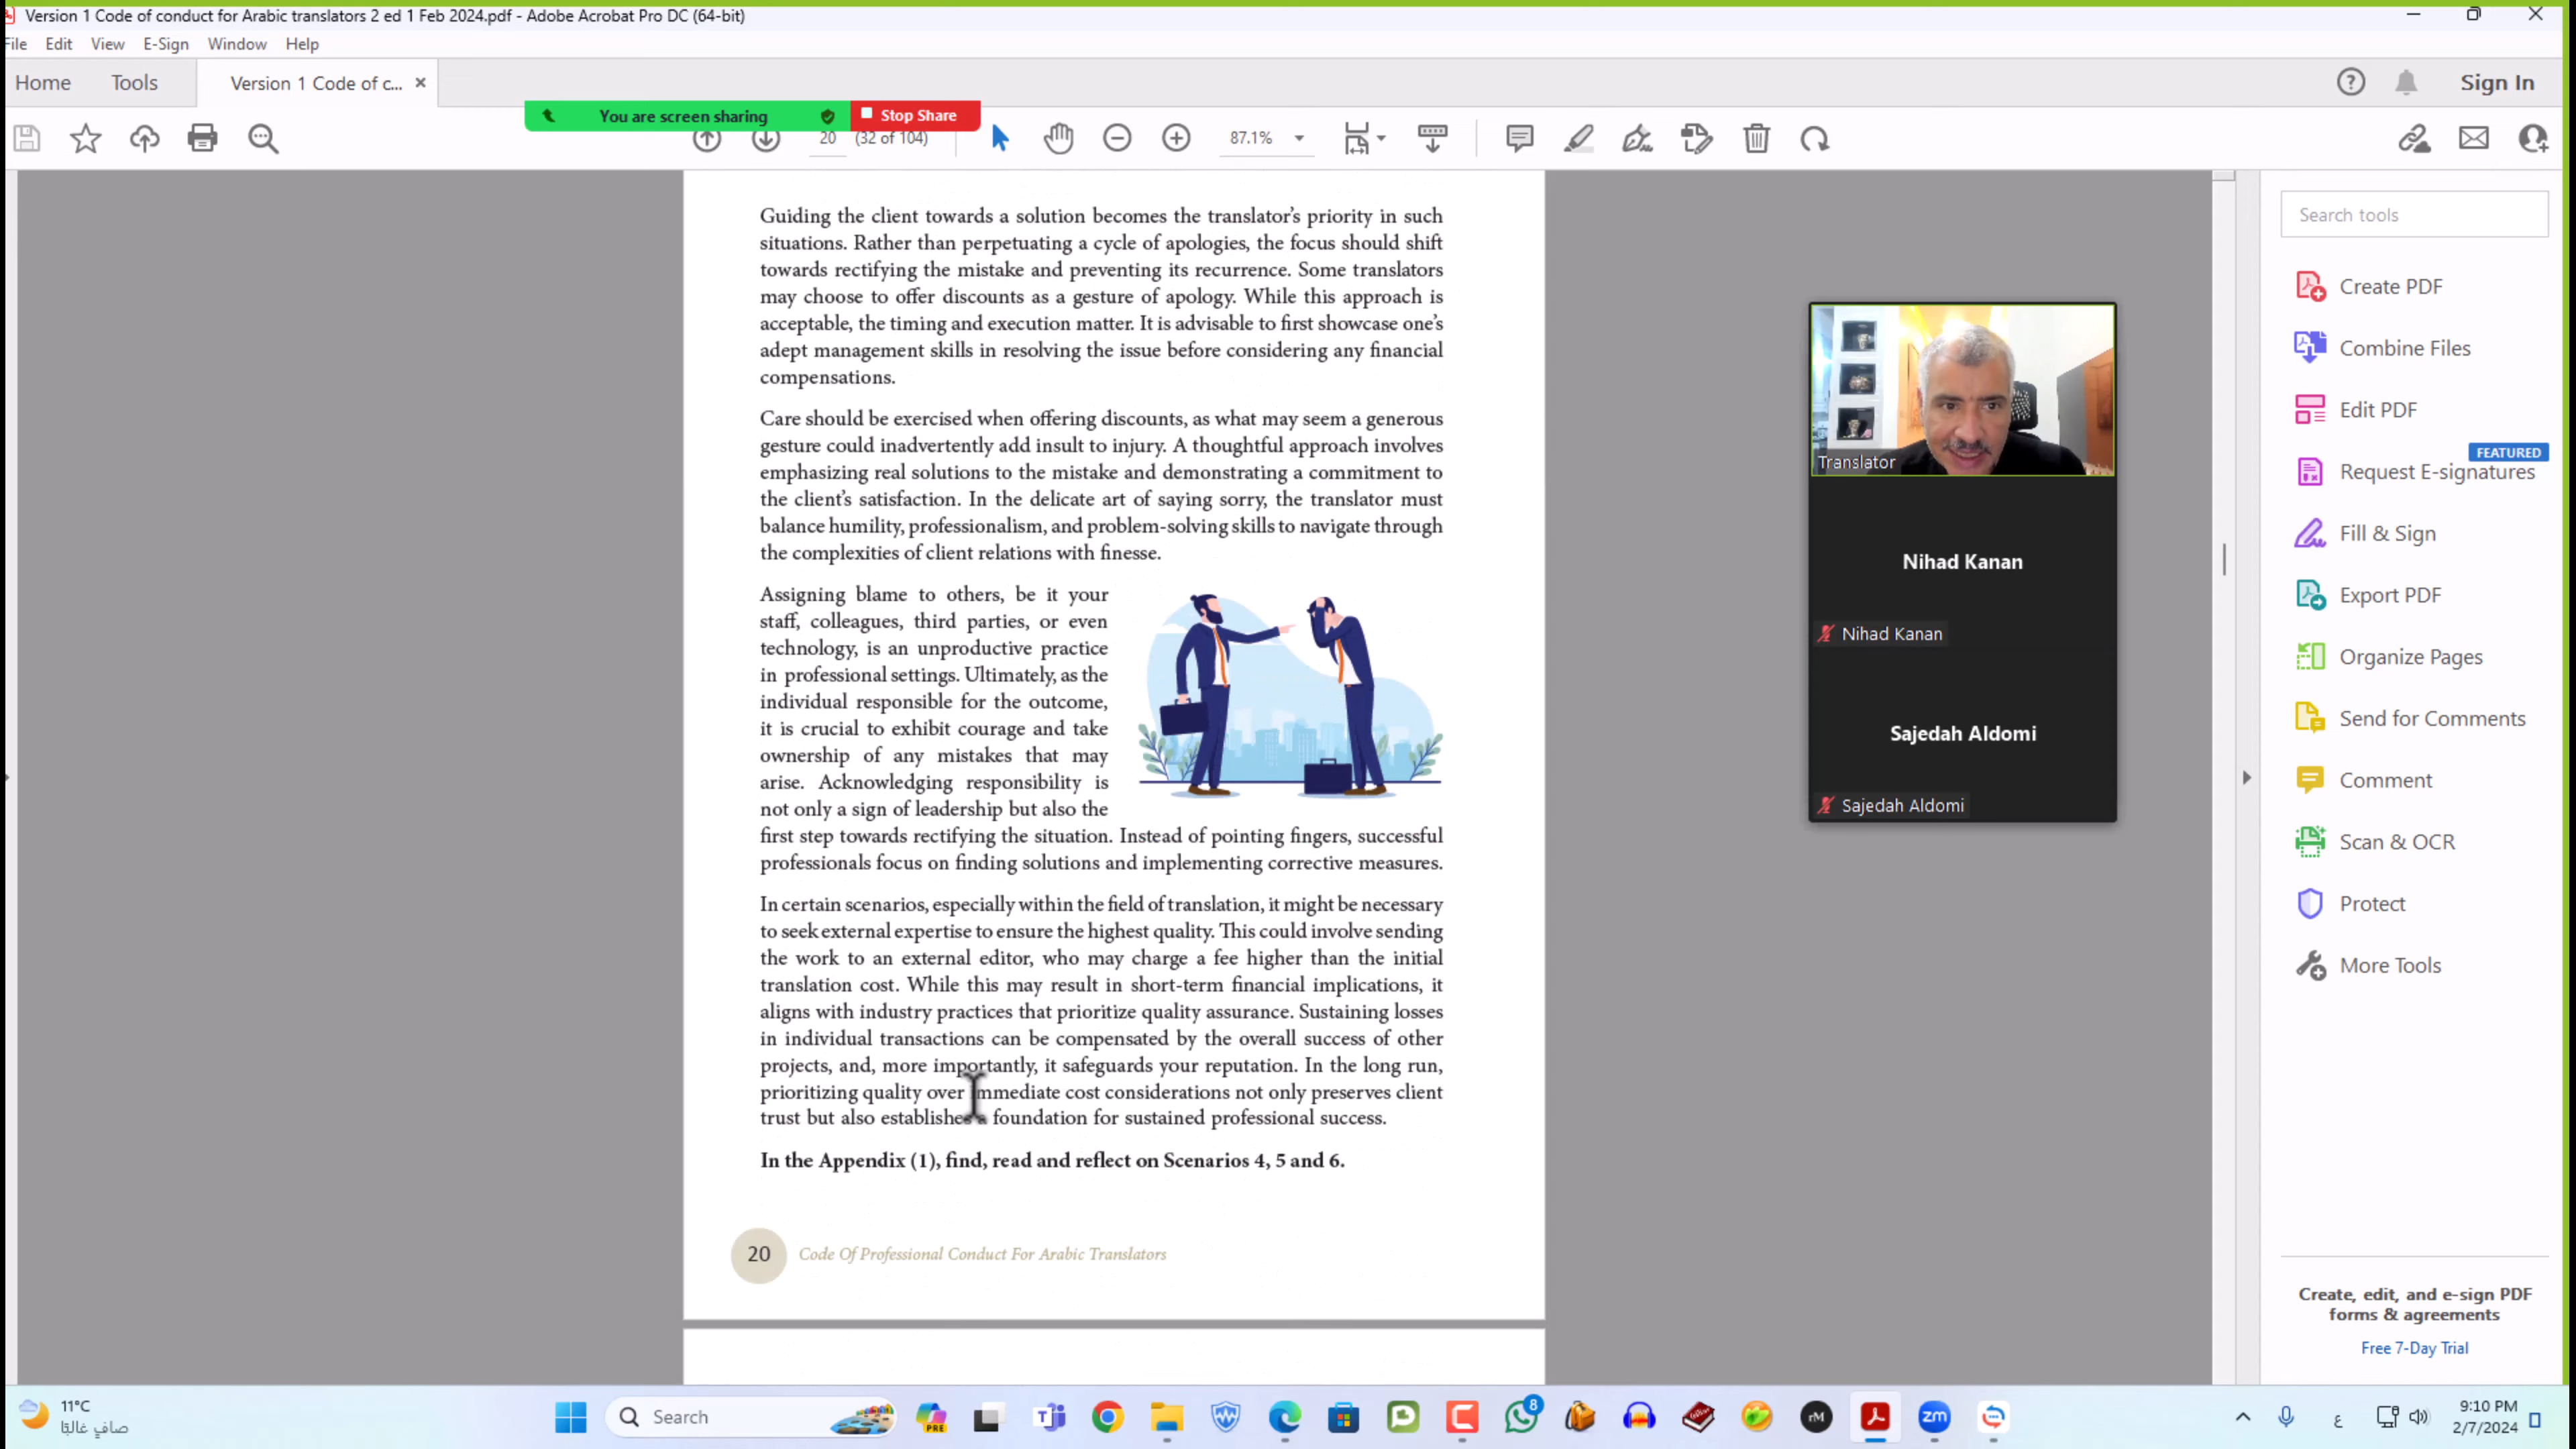 Version 1 Code of conduct for Arabic translators 2 ed 1 Feb 2024.pdf - Adobe Acrobat Pro DC (64-bit)
File Edit View E-Sign Window Help
Home Tools Version 1 Code of c... ×
Sign In
You are screen sharing Stop Share
20 (32 of 104) 87.1%
Guiding the client towards a solution becomes the translator’s priority in such
situations. Rather than perpetuating a cycle of apologies, the focus should shift
towards rectifying the mistake and preventing its recurrence. Some translators
may choose to offer discounts as a gesture of apology. While this approach is
acceptable, the timing and execution matter. It is advisable to first showcase one’s
adept management skills in resolving the issue before considering any financial
compensations.
Care should be exercised when offering discounts, as what may seem a generous
gesture could inadvertently add insult to injury. A thoughtful approach involves
emphasizing real solutions to the mistake and demonstrating a commitment to
the client’s satisfaction. In the delicate art of saying sorry, the translator must
balance humility, professionalism, and problem-solving skills to navigate through
the complexities of client relations with finesse.
Assigning blame to others, be it your
staff, colleagues, third parties, or even
technology, is an unproductive practice
in professional settings. Ultimately, as the
individual responsible for the outcome,
it is crucial to exhibit courage and take
ownership of any mistakes that may
arise. Acknowledging responsibility is
not only a sign of leadership but also the
first step towards rectifying the situation. Instead of pointing fingers, successful
professionals focus on finding solutions and implementing corrective measures.
In certain scenarios, especially within the field of translation, it might be necessary
to seek external expertise to ensure the highest quality. This could involve sending
the work to an external editor, who may charge a fee higher than the initial
translation cost. While this may result in short-term financial implications, it
aligns with industry practices that prioritize quality assurance. Sustaining losses
in individual transactions can be compensated by the overall success of other
projects, and, more importantly, it safeguards your reputation. In the long run,
prioritizing quality over immediate cost considerations not only preserves client
trust but also establishes a foundation for sustained professional success.
In the Appendix (1), find, read and reflect on Scenarios 4, 5 and 6.
20 Code Of Professional Conduct For Arabic Translators
Translator
Nihad Kanan
Nihad Kanan
Sajedah Aldomi
Sajedah Aldomi
Search tools
Create PDF
Combine Files
Edit PDF
FEATURED
Request E-signatures
Fill & Sign
Export PDF
Organize Pages
Send for Comments
Comment
Scan & OCR
Protect
More Tools
Create, edit, and e-sign PDF
forms & agreements
Free 7-Day Trial
11°C
صافٍ غالبًا
Search
PRE
8
rM
zm
ع
9:10 PM
2/7/2024